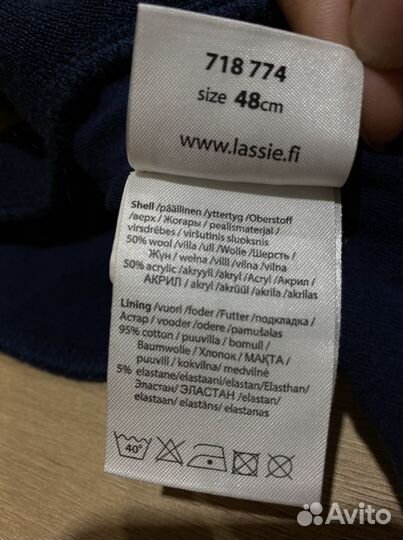 718 774
size 48cm
www.lassie.fi
Shell /päällinen /yttertyg /Oberstoff
/верх / Жоғары / pealismaterjal /
virsdrēbes / viršutinis sluoksnis
50% wool /villa / ull /Wolle /Шерсть /
Жүн / wełna /villl / vilna /vilna
50% acrylic /akryyli /akryl /Acryl / Акрил /
АКРИЛ / akryl / akrüül /akrila /akrilas
Lining /vuori /foder /Futter /подкладка /
Астар / vooder /odere /pamušalas
95% cotton / puuvilla / bomull /
Baumwolle / Хлопок / МАҚТА /
puuvill / kokvilna/ medvilnė
5% elastane/elastaani/elastan/Elasthan/
Эластан/ ЭЛАСТАН /elastan/
elastaan/ elastāns/ elastanas
40°
Avito